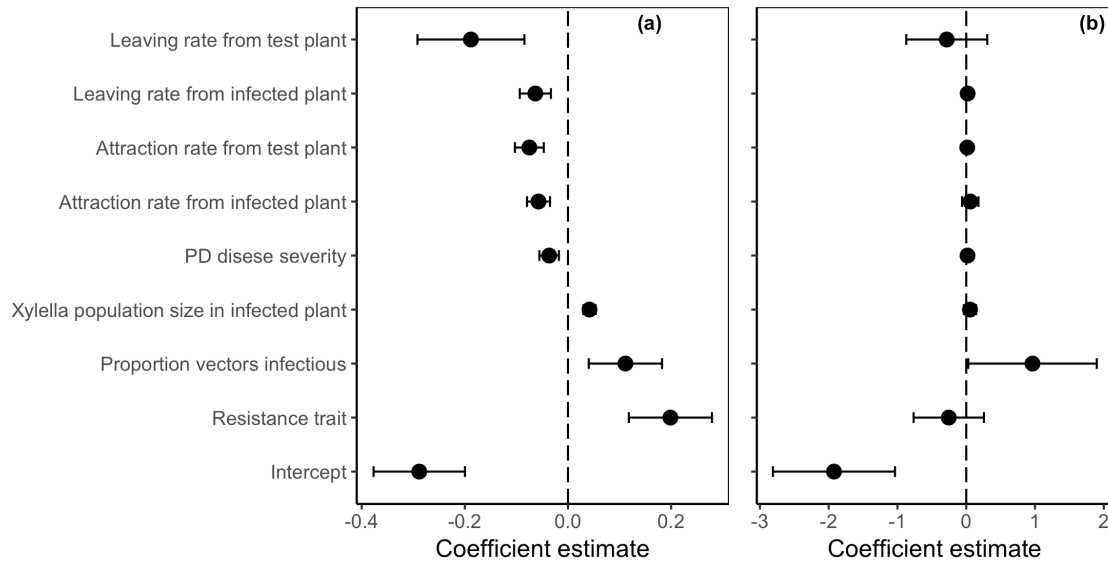 (a)
(b)
Leaving rate from test plant
Leaving rate from infected plant
Attraction rate from test plant
Attraction rate from infected plant
PD disese severity
Xylella population size in infected plant
Proportion vectors infectious
Resistance trait
Intercept
-0.4 -0.2 0.0 0.2
-3 -2 -1 0 1 2
Coefficient estimate
Coefficient estimate